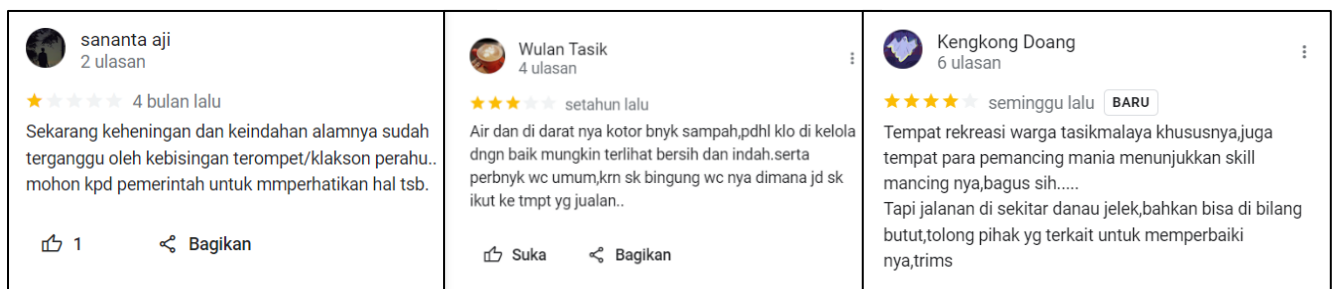 sananta aji
2 ulasan
4 bulan lalu
Sekarang keheningan dan keindahan alamnya sudah
terganggu oleh kebisingan terompet/klakson perahu..
mohon kpd pemerintah untuk mmperhatikan hal tsb.
1 Bagikan
Wulan Tasik
4 ulasan
setahun lalu
Air dan di darat nya kotor bnyk sampah,pdhl klo di kelola
dngn baik mungkin terlihat bersih dan indah.serta
perbnyk wc umum,krn sk bingung wc nya dimana jd sk
ikut ke tmpt yg jualan..
Suka Bagikan
Kengkong Doang
6 ulasan
seminggu lalu BARU
Tempat rekreasi warga tasikmalaya khususnya,juga
tempat para pemancing mania menunjukkan skill
mancing nya,bagus sih.....
Tapi jalanan di sekitar danau jelek,bahkan bisa di bilang
butut,tolong pihak yg terkait untuk memperbaiki
nya,trims